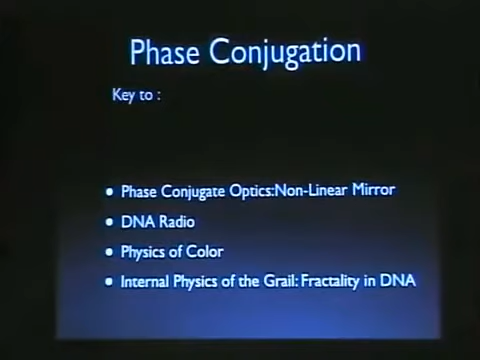 Phase Conjugation
Key to :
• Phase Conjugate Optics:Non-Linear Mirror
• DNA Radio
• Physics of Color
• Internal Physics of the Grail: Fractality in DNA